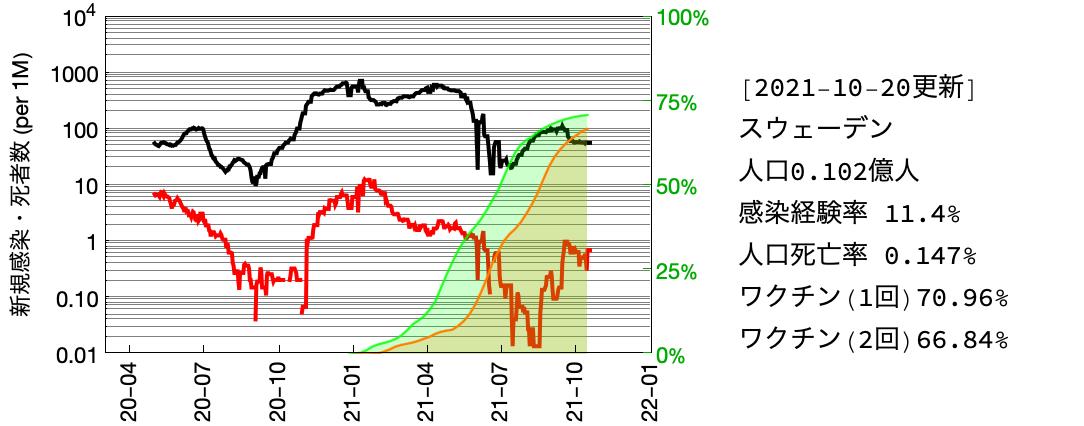 10⁴
1000
100
10
1
0.10
0.01
新規感染・死者数 (per 1M)
100%
75%
50%
25%
0%
20-04
20-07
20-10
21-01
21-04
21-07
21-10
22-01
[2021-10-20更新]
スウェーデン
人口0.102億人
感染経験率 11.4%
人口死亡率 0.147%
ワクチン(1回)70.96%
ワクチン(2回)66.84%